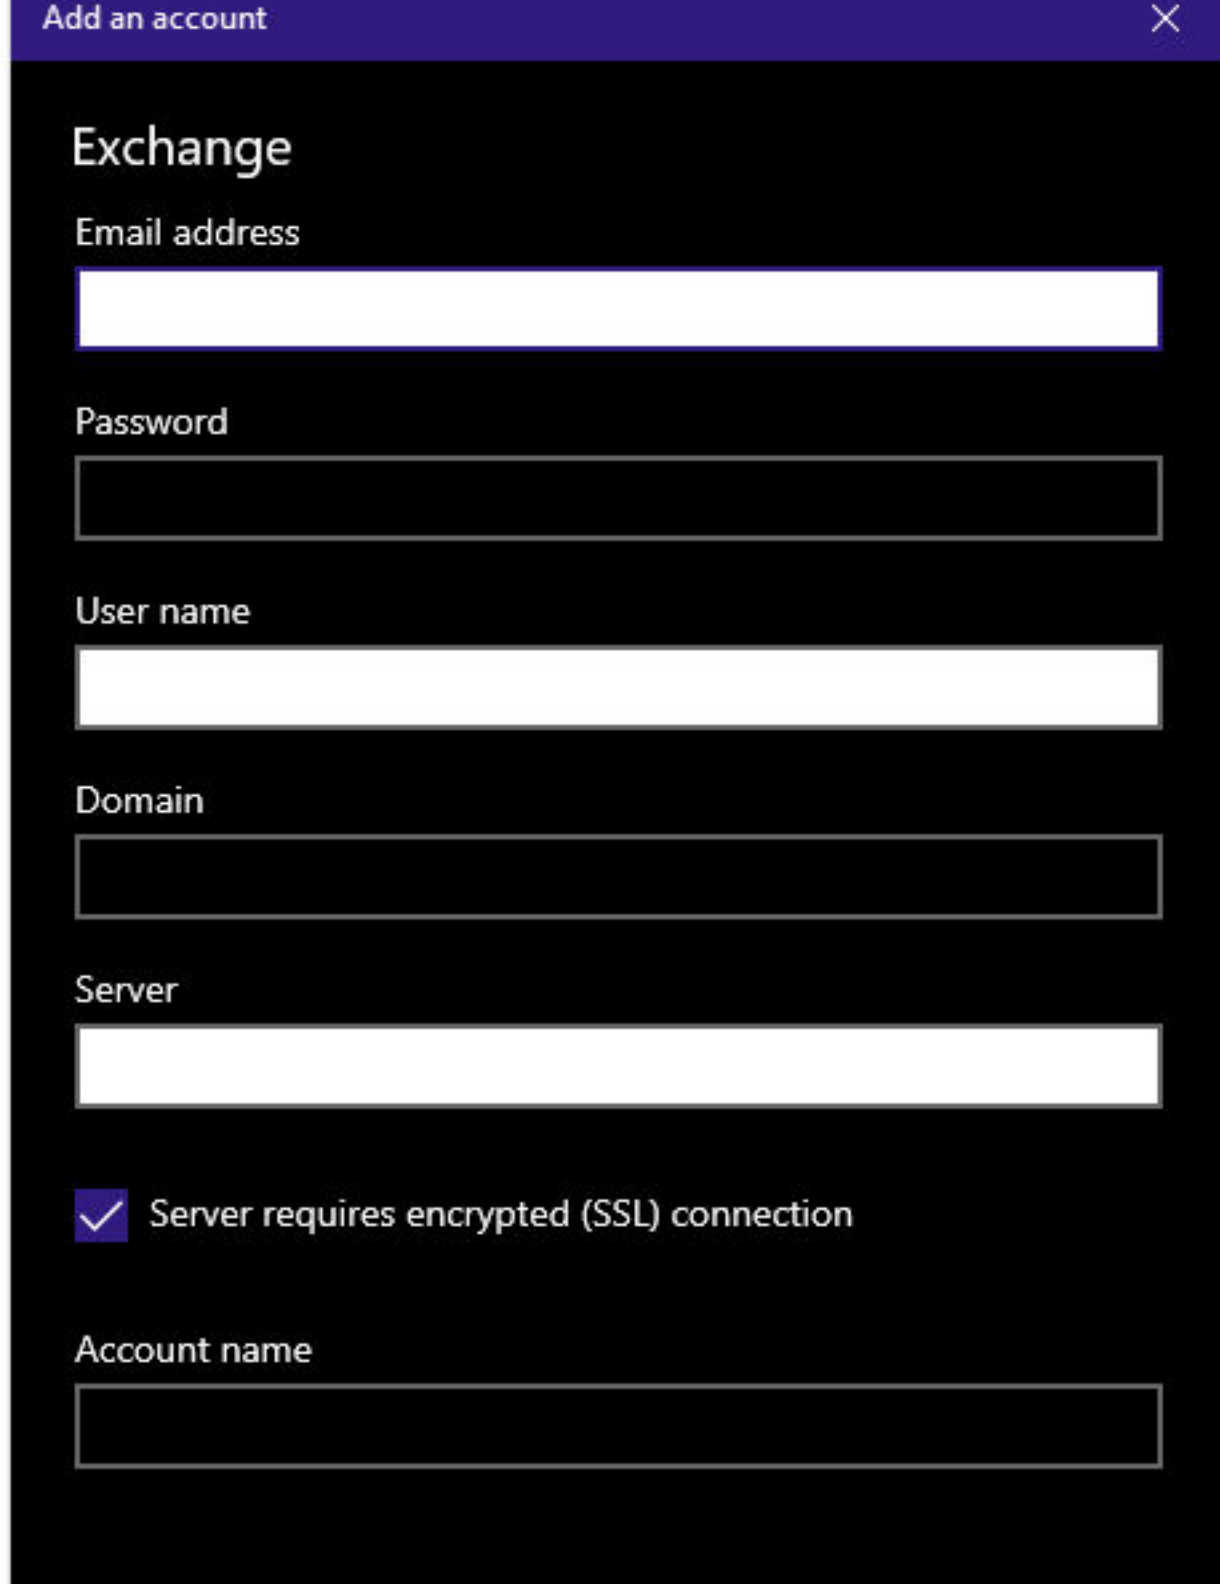 Add an account
Exchange
Email address
Password
User name
Domain
Server
Server requires encrypted (SSL) connection
Account name